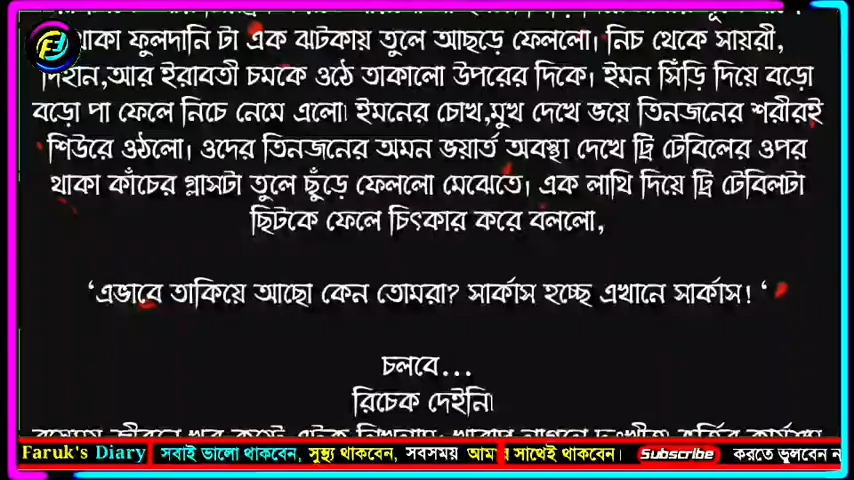 থাকা ফুলদানি টা এক ঝটকায় তুলে আছড়ে ফেললো। নিচ থেকে সায়রী,
দিহান,আর ইরাবতী চমকে ওঠে তাকালো উপরের দিকে। ইমন সিঁড়ি দিয়ে বড়ো
বড়ো পা ফেলে নিচে নেমে এলো। ইমনের চোখ,মুখ দেখে ভয়ে তিনজনের শরীরই
শিউরে ওঠলো। ওদের তিনজনের অমন ভয়ার্ত অবস্থা দেখে ট্রি টেবিলের ওপর
থাকা কাঁচের গ্লাসটা তুলে ছুঁড়ে ফেললো মেঝেতে। এক লাথি দিয়ে ট্রি টেবিলটা
ছিটকে ফেলে চিৎকার করে বললো,
‘এভাবে তাকিয়ে আছো কেন তোমরা? সার্কাস হচ্ছে এখানে সার্কাস! ‘
চলবে...
রিচেক দেইনি।
Faruk's Diary সবাই ভালো থাকবেন, সুস্থ থাকবেন, সবসময় আমার সাথেই থাকবেন। Subscribe করতে ভুলবেন